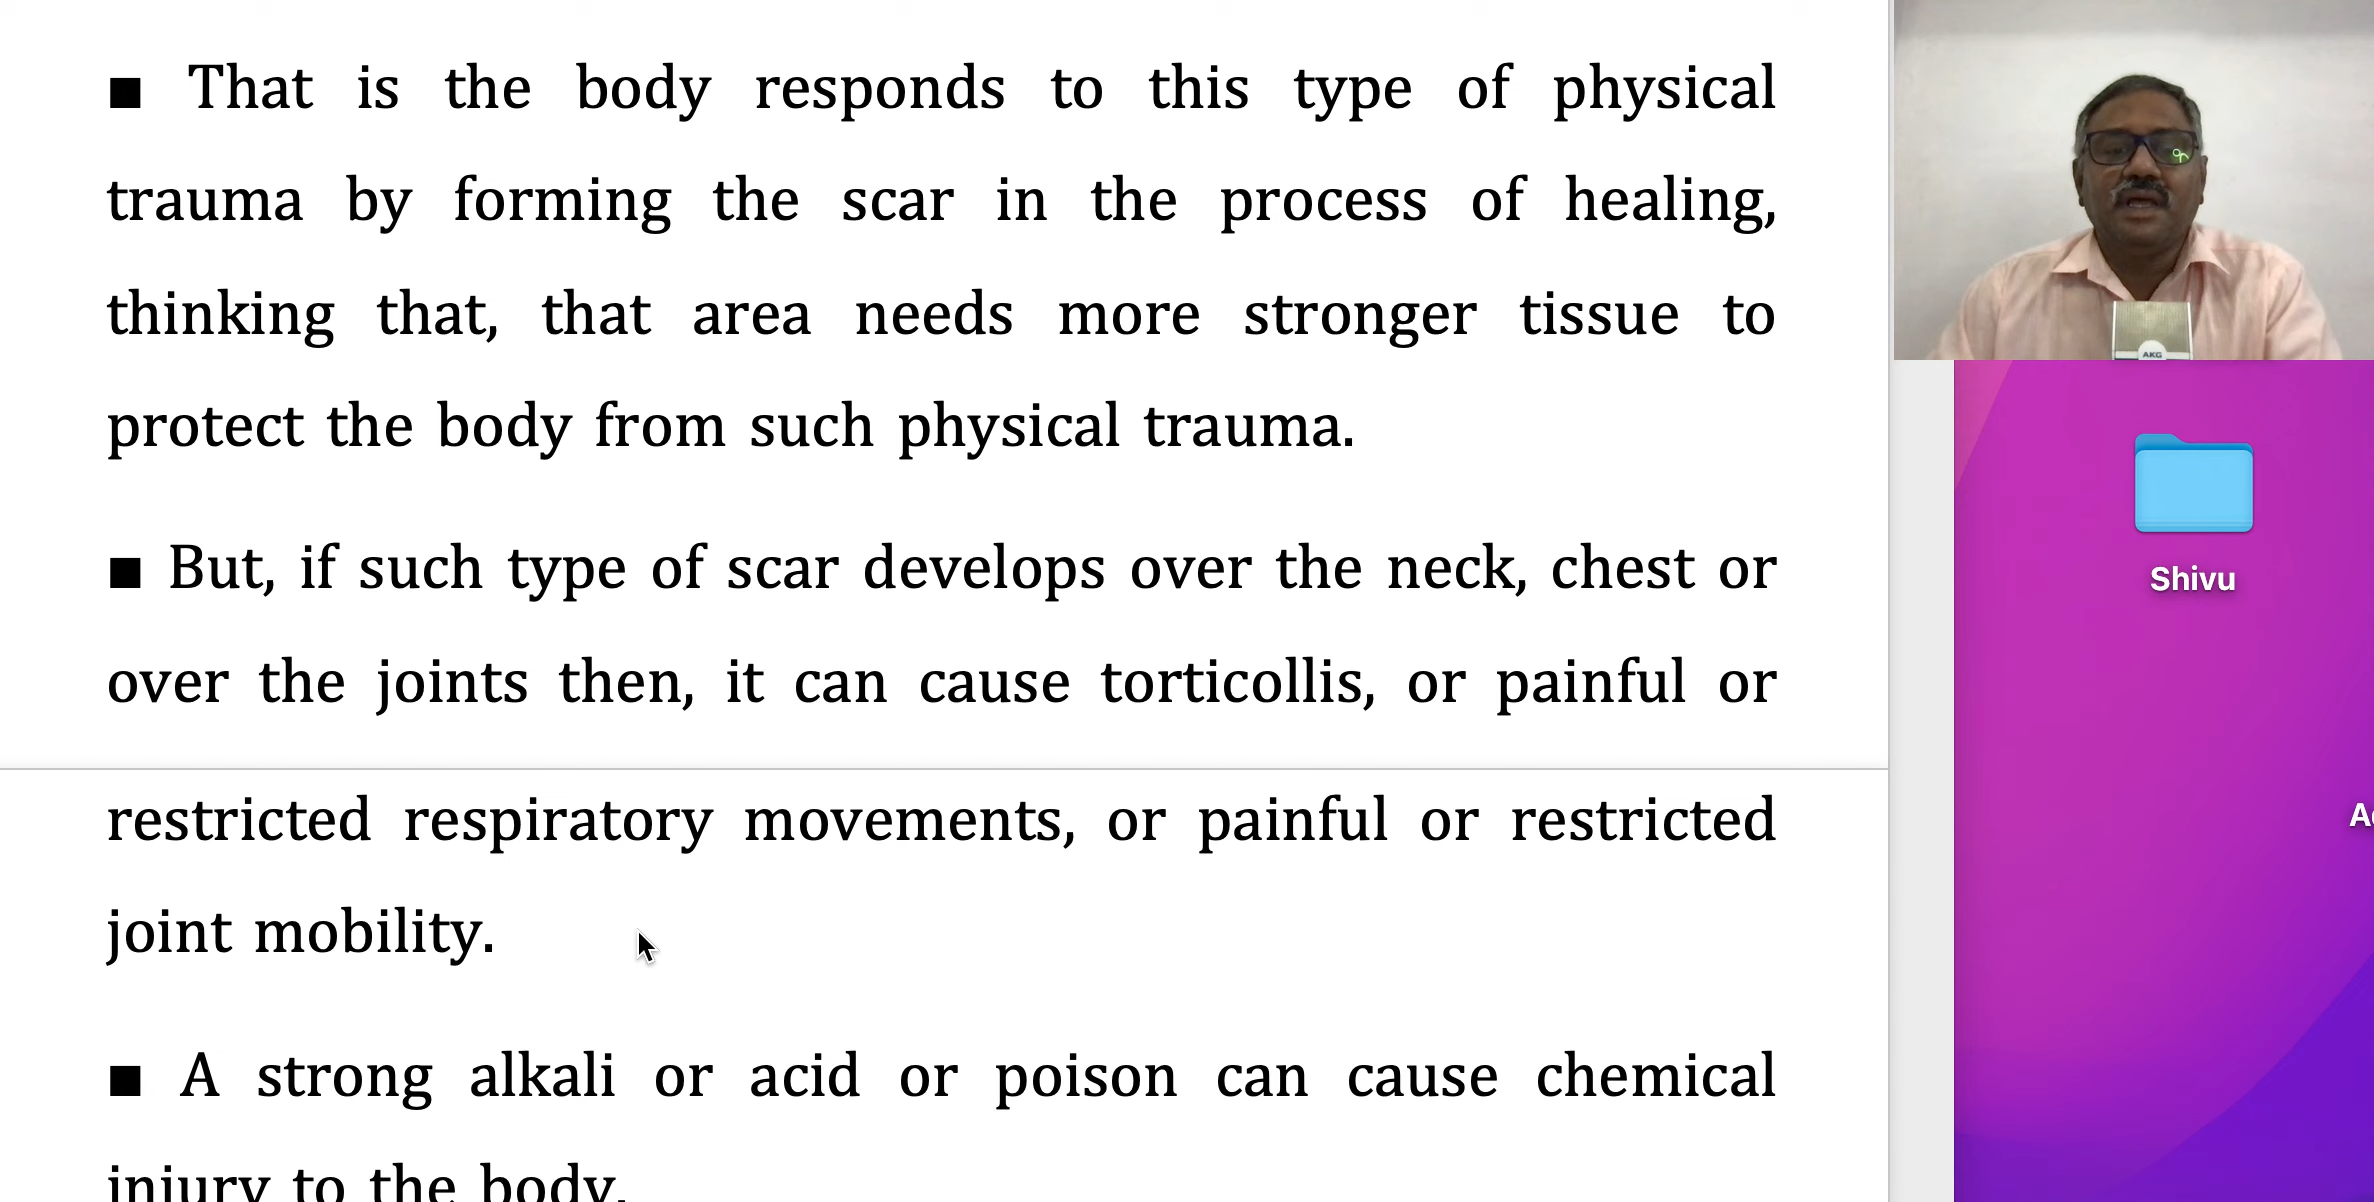 ■ That is the body responds to this type of physical
trauma by forming the scar in the process of healing,
thinking that, that area needs more stronger tissue to
protect the body from such physical trauma.
■ But, if such type of scar develops over the neck, chest or
over the joints then, it can cause torticollis, or painful or
restricted respiratory movements, or painful or restricted
joint mobility.
■ A strong alkali or acid or poison can cause chemical
injury to the body.
AKG
Shivu